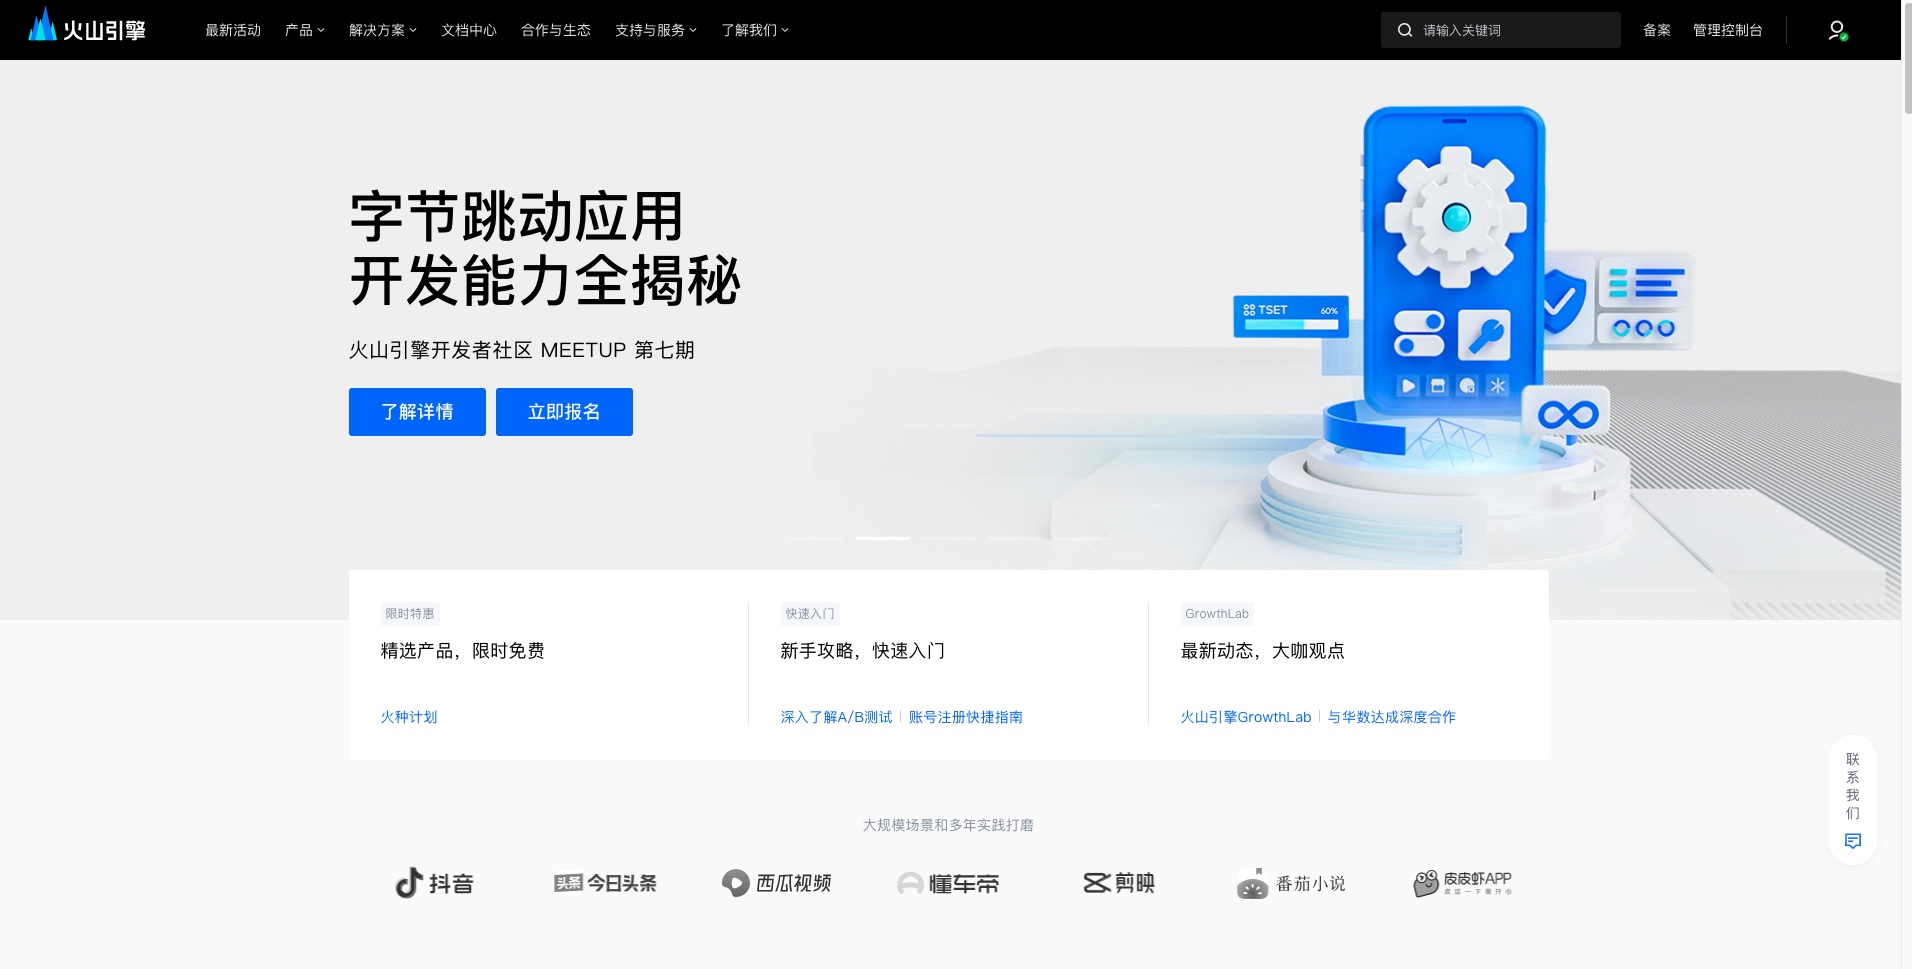 火山引擎
最新活动 产品 解决方案 文档中心 合作与生态 支持与服务 了解我们 请输入关键词 备案 管理控制台
字节跳动应用
开发能力全揭秘
火山引擎开发者社区 MEETUP 第七期
了解详情 立即报名
TSET 60%
限时特惠 快速入门 GrowthLab
精选产品，限时免费 新手攻略，快速入门 最新动态，大咖观点
火种计划 深入了解A/B测试 账号注册快捷指南 火山引擎GrowthLab 与华数达成深度合作
联系我们
大规模场景和多年实践打磨
抖音 头条 今日头条 西瓜视频 懂车帝 剪映 番茄小说 皮皮虾APP
皮这一下很开心